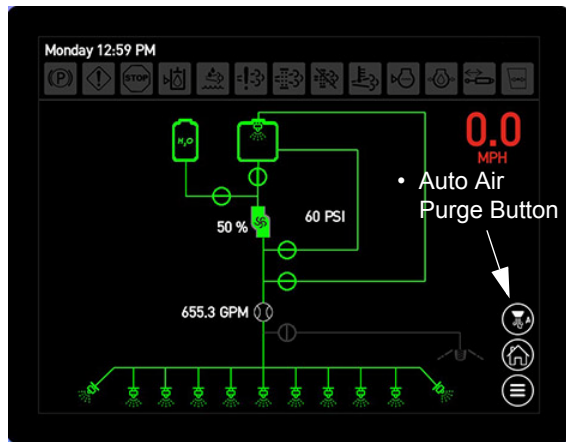 Monday 12:59 PM
(P)
STOP
H₂O
0.0
MPH
• Auto Air
Purge Button
50 %
60 PSI
655.3 GPM
A